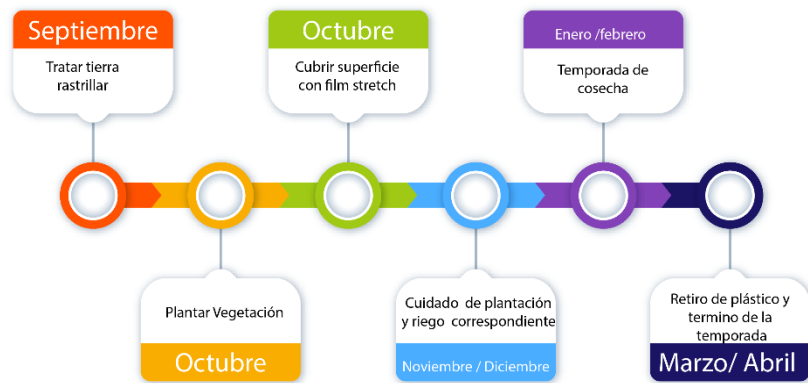 Septiembre
Tratar tierra
rastrillar
Octubre
Cubrir superficie
con film stretch
Enero /febrero
Temporada de
cosecha
Plantar Vegetación
Octubre
Cuidado de plantación
y riego correspondiente
Noviembre / Diciembre
Retiro de plástico y
termino de la
temporada
Marzo/ Abril